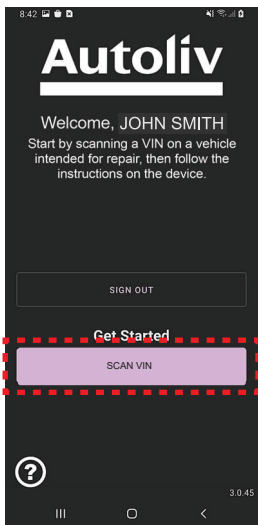 8:42
Autoliv
Welcome, JOHN SMITH
Start by scanning a VIN on a vehicle
intended for repair, then follow the
instructions on the device.
SIGN OUT
Get Started
SCAN VIN
?
3.0.45